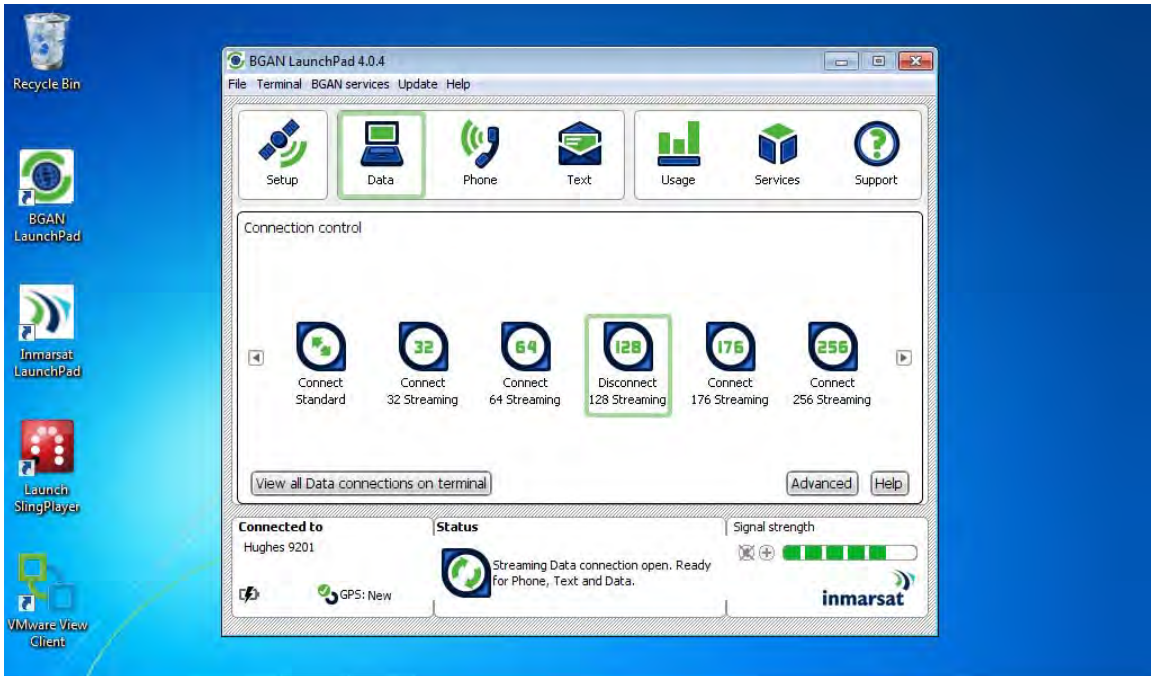 Recycle Bin
BGAN
LaunchPad
Inmarsat
LaunchPad
Launch
SlingPlayer
VMware View
Client
BGAN LaunchPad 4.0.4
File Terminal BGAN services Update Help
Setup Data Phone Text Usage Services Support
Connection control
32 64 128 176 256
Connect Connect Connect Disconnect Connect Connect
Standard 32 Streaming 64 Streaming 128 Streaming 176 Streaming 256 Streaming
View all Data connections on terminal Advanced Help
Connected to Status Signal strength
Hughes 9201
Streaming Data connection open. Ready
for Phone, Text and Data.
GPS: New
inmarsat